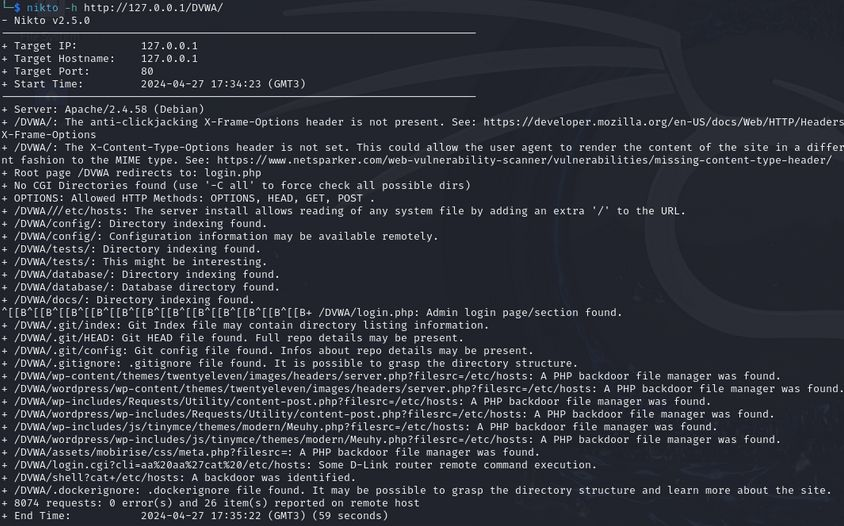 └─$ nikto -h http://127.0.0.1/DVWA/
- Nikto v2.5.0
+ Target IP: 127.0.0.1
+ Target Hostname: 127.0.0.1
+ Target Port: 80
+ Start Time: 2024-04-27 17:34:23 (GMT3)
+ Server: Apache/2.4.58 (Debian)
+ /DVWA/: The anti-clickjacking X-Frame-Options header is not present. See: https://developer.mozilla.org/en-US/docs/Web/HTTP/Headers
X-Frame-Options
+ /DVWA/: The X-Content-Type-Options header is not set. This could allow the user agent to render the content of the site in a differ
nt fashion to the MIME type. See: https://www.netsparker.com/web-vulnerability-scanner/vulnerabilities/missing-content-type-header/
+ Root page /DVWA redirects to: login.php
+ No CGI Directories found (use '-C all' to force check all possible dirs)
+ OPTIONS: Allowed HTTP Methods: OPTIONS, HEAD, GET, POST .
+ /DVWA///etc/hosts: The server install allows reading of any system file by adding an extra '/' to the URL.
+ /DVWA/config/: Directory indexing found.
+ /DVWA/config/: Configuration information may be available remotely.
+ /DVWA/tests/: Directory indexing found.
+ /DVWA/tests/: This might be interesting.
+ /DVWA/database/: Directory indexing found.
+ /DVWA/database/: Database directory found.
+ /DVWA/docs/: Directory indexing found.
^[[B^[[B^[[B^[[B^[[B^[[B^[[B^[[B^[[B^[[B^[[B+ /DVWA/login.php: Admin login page/section found.
+ /DVWA/.git/index: Git Index file may contain directory listing information.
+ /DVWA/.git/HEAD: Git HEAD file found. Full repo details may be present.
+ /DVWA/.git/config: Git config file found. Infos about repo details may be present.
+ /DVWA/.gitignore: .gitignore file found. It is possible to grasp the directory structure.
+ /DVWA/wp-content/themes/twentyeleven/images/headers/server.php?filesrc=/etc/hosts: A PHP backdoor file manager was found.
+ /DVWA/wordpress/wp-content/themes/twentyeleven/images/headers/server.php?filesrc=/etc/hosts: A PHP backdoor file manager was found.
+ /DVWA/wp-includes/Requests/Utility/content-post.php?filesrc=/etc/hosts: A PHP backdoor file manager was found.
+ /DVWA/wordpress/wp-includes/Requests/Utility/content-post.php?filesrc=/etc/hosts: A PHP backdoor file manager was found.
+ /DVWA/wp-includes/js/tinymce/themes/modern/Meuhy.php?filesrc=/etc/hosts: A PHP backdoor file manager was found.
+ /DVWA/wordpress/wp-includes/js/tinymce/themes/modern/Meuhy.php?filesrc=/etc/hosts: A PHP backdoor file manager was found.
+ /DVWA/assets/mobirise/css/meta.php?filesrc=: A PHP backdoor file manager was found.
+ /DVWA/login.cgi?cli=aa%20aa%27cat%20/etc/hosts: Some D-Link router remote command execution.
+ /DVWA/shell?cat+/etc/hosts: A backdoor was identified.
+ /DVWA/.dockerignore: .dockerignore file found. It may be possible to grasp the directory structure and learn more about the site.
+ 8074 requests: 0 error(s) and 26 item(s) reported on remote host
+ End Time: 2024-04-27 17:35:22 (GMT3) (59 seconds)